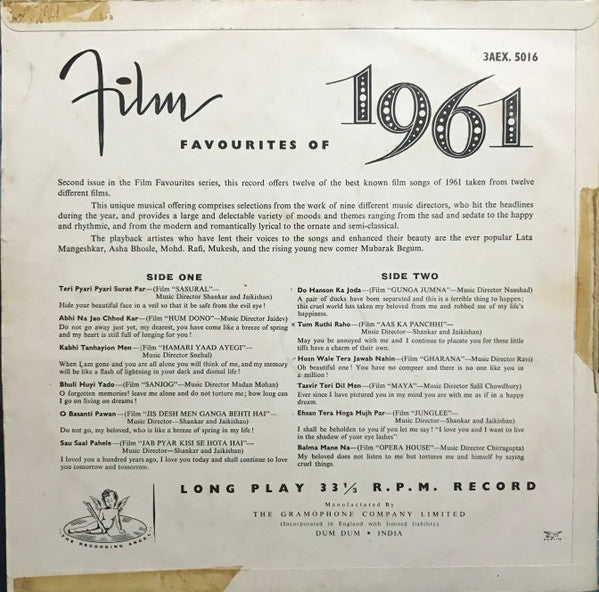 3AEX. 5016
Film
1961
FAVOURITES OF
Second issue in the Film Favourites series, this record offers twelve of the best known film songs of 1961 taken from twelve
different films.
This unique musical offering comprises selections from the work of nine different music directors, who hit the headlines
during the year, and provides a large and delectable variety of moods and themes ranging from the sad and sedate to the happy
and rhythmic, and from the modern and romantically lyrical to the ornate and semi-classical.
The playback artistes who have lent their voices to the songs and enhanced their beauty are the ever popular Lata
Mangeshkar, Asha Bhosle, Mohd. Rafi, Mukesh, and the rising young new comer Mubarak Begum.
SIDE ONE
Teri Pyari Pyari Surat Par—(Film "SASURAL"—
Music Director Shankar and Jaikishan)
Hide your beautiful face in a veil so that it be safe from the evil eye !
Abhi Na Jao Chhod Kar—(Film "HUM DONO"—Music Director Jaidev)
Do not go away just yet, my dearest, you have come like a breeze of spring
and my heart is still full of longing for you !
Kabhi Tanhayion Men—(Film "HAMARI YAAD AYEGI"—
Music Director Snehal)
When I am gone and you are all alone you will think of me, and my memory
will be like a flash of lightning in your dark and dismal life !
Bhuli Huyi Yado—(Film "SANJOG"—Music Director Madan Mohan)
O forgotten memories! leave me alone and do not torture me; how long can
I go on living on dreams!
O Basanti Pawan—(Film "JIS DESH MEN GANGA BEHTI HAI"—
Music Director—Shankar and Jaikishan)
Do not go, my beloved, who is like a breeze of spring in my life !
Sau Saal Pahele—(Film "JAB PYAR KISI SE HOTA HAI"—
Music Director—Shankar and Jaikishan)
I loved you a hundred years ago, I love you today and shall continue to love
you tomorrow and tomorrow.
SIDE TWO
Do Hanson Ka Joda—(Film "GUNGA JUMNA"—Music Director Naushad)
A pair of ducks have been separated and this is a terrible thing to happen;
this cruel world has taken my beloved from me and robbed me of my life's
happiness.
Tum Ruthi Raho—(Film "AAS KA PANCHHI"—
Music Director—Shankar and Jaikishan)
May you be annoyed with me and I continue to placate you for these little
tiffs have a charm of their own.
Husn Wale Tera Jawab Nahin—(Film "GHARANA"—Music Director Ravi)
Oh beautiful one! You have no compeer and there is no one like you in
a million !
Tasvir Teri Dil Men—(Film "MAYA"—Music Director Salil Chowdhury)
Ever since I have pictured you in my mind you are with me as if in a happy
dream.
Ehsan Tera Hoga Mujh Par—(Film "JUNGLEE"—
Music Director—Shankar and Jaikishan)
I shall be beholden to you if you let me say ! "I love you and I want to live
in the shadow of your eye lashes"
Balma Mane Na—(Film "OPERA HOUSE"—Music Director Chitragupta)
My beloved does not listen to me but tortures me and himself by saying
cruel things.
LONG PLAY 33 1/3 R.P.M. RECORD
Manufactured By
THE GRAMOPHONE COMPANY LIMITED
(Incorporated in England with limited liability)
DUM DUM • INDIA
THE RECORDING ANGEL